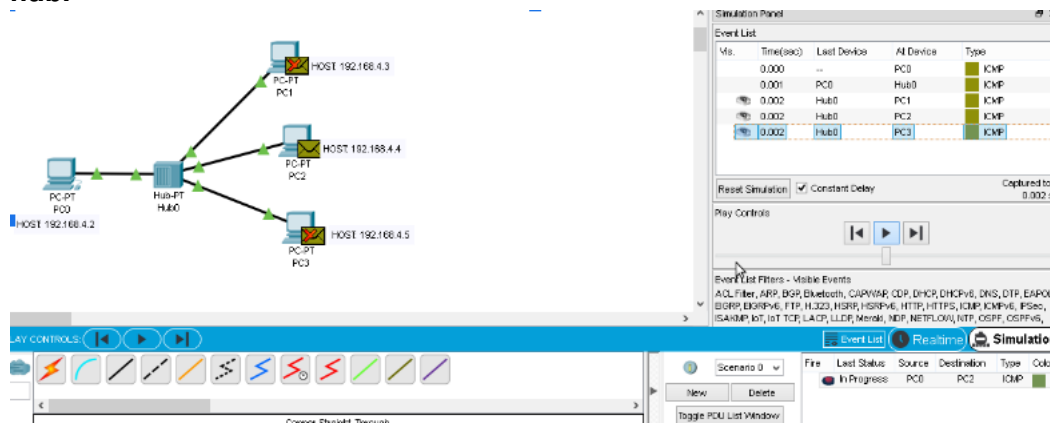 HOST 192.168.4.3
PC-PT
PC1
HOST 192.168.4.4
PC-PT
PC2
PC-PT
PC0
HOST 192.168.4.2
Hub-PT
Hub0
HOST 192.168.4.5
PC-PT
PC3
Simulation Panel
Event List
Vis. Time(sec) Last Device At Device Type
0.000 -- PC0 ICMP
0.001 PC0 Hub0 ICMP
0.002 Hub0 PC1 ICMP
0.002 Hub0 PC2 ICMP
0.002 Hub0 PC3 ICMP
Reset Simulation Constant Delay Captured to
0.002 s
Play Controls
Event List Filters - Visible Events
ACL Filter, ARP, BGP, Bluetooth, CAPWAP, CDP, DHCP, DHCPv6, DNS, DTP, EAPOL
EIGRP, EIGRPv6, FTP, H.323, HSRP, HSRPv6, HTTP, HTTPS, ICMP, ICMPv6, IPSec,
ISAKMP, IoT, IoT TCP, LACP, LLDP, Meraki, NDP, NETFLOW, NTP, OSPF, OSPFv6,
LAY CONTROLS:
Event List Realtime Simulatio
Scenario 0
New Delete
Toggle PDU List Window
Fire Last Status Source Destination Type Colo
In Progress PC0 PC2 ICMP